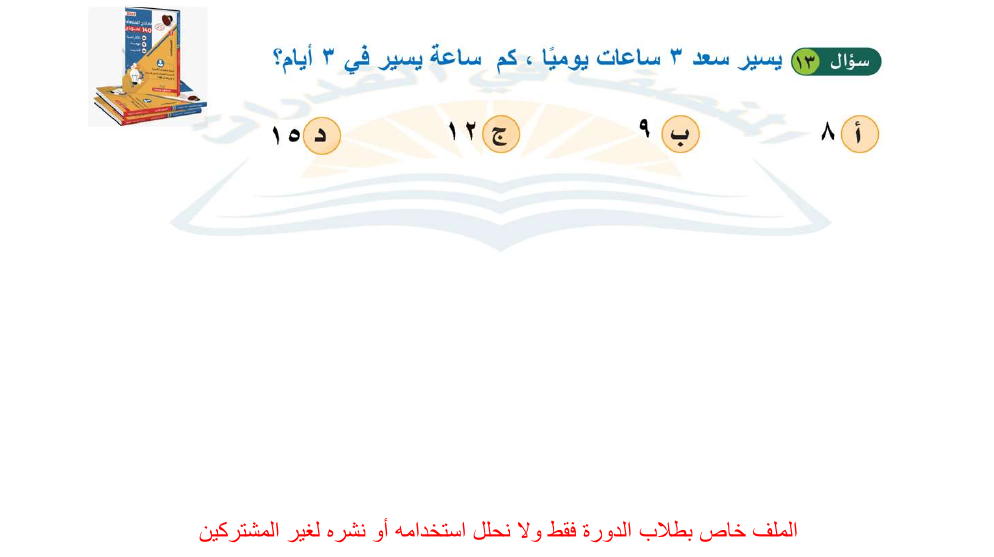 سؤال ١٣ يسير سعد ٣ ساعات يوميًا ، كم ساعة يسير في ٣ أيام؟
أ ٨ ب ٩ ج ١٢ د ١٥
الملف خاص بطلاب الدورة فقط ولا نحلل استخدامه أو نشره لغير المشتركين